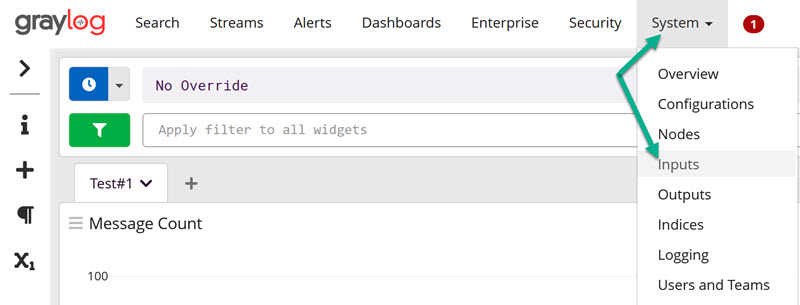 graylog Search Streams Alerts Dashboards Enterprise Security System 1
Overview
No Override
Configurations
Nodes
Apply filter to all widgets
Inputs
Test#1
Outputs
Message Count
Indices
Logging
100
Users and Teams
X₁